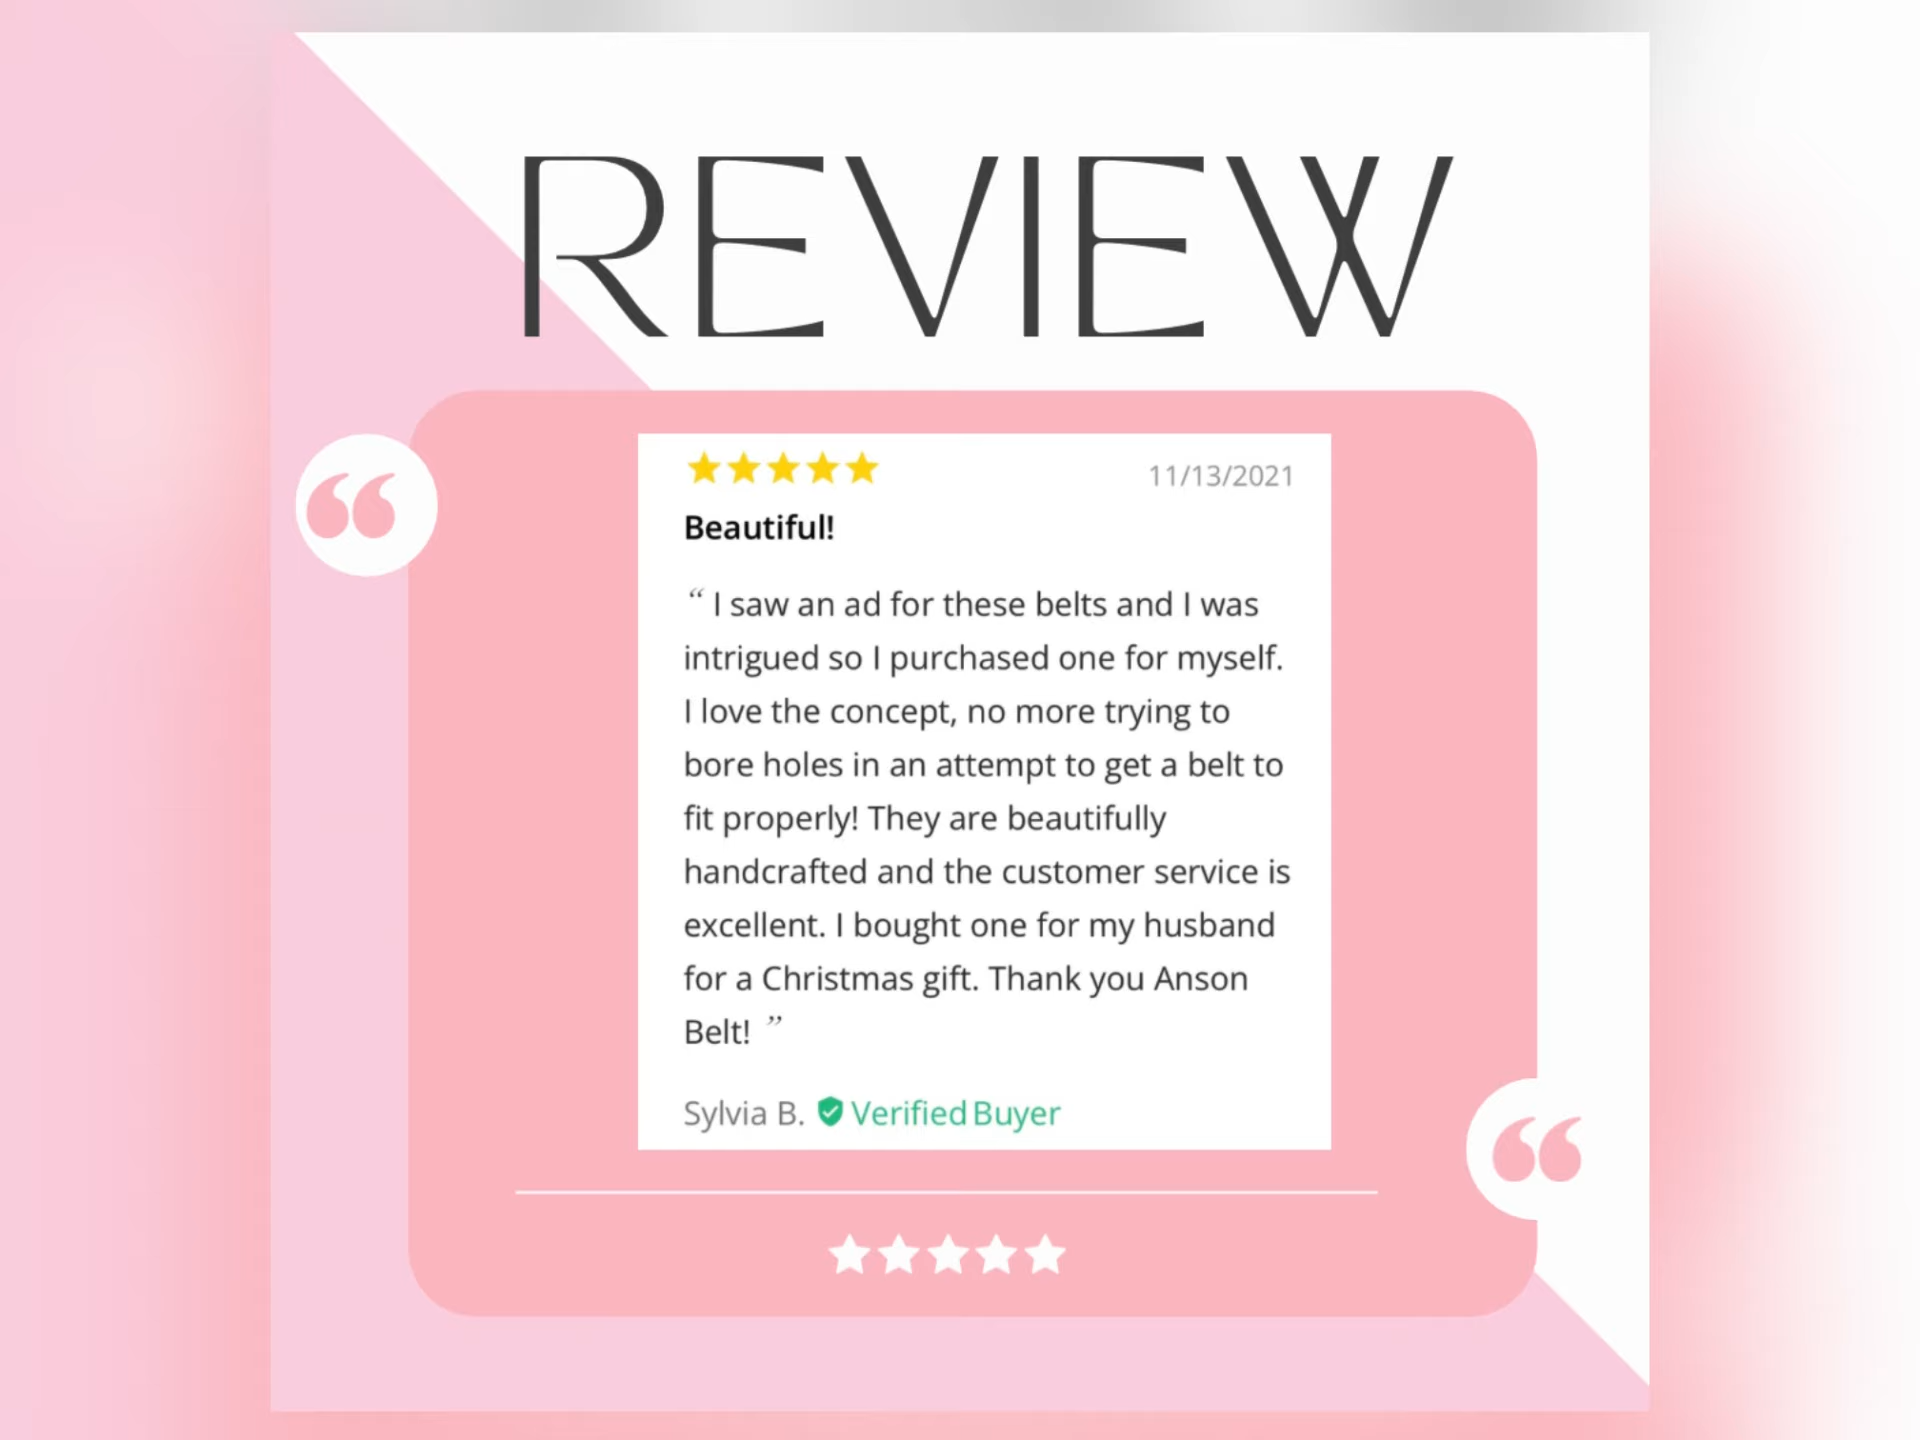 REVIEW
11/13/2021
Beautiful!
“ I saw an ad for these belts and I was
intrigued so I purchased one for myself.
I love the concept, no more trying to
bore holes in an attempt to get a belt to
fit properly! They are beautifully
handcrafted and the customer service is
excellent. I bought one for my husband
for a Christmas gift. Thank you Anson
Belt! ”
Sylvia B. Verified Buyer